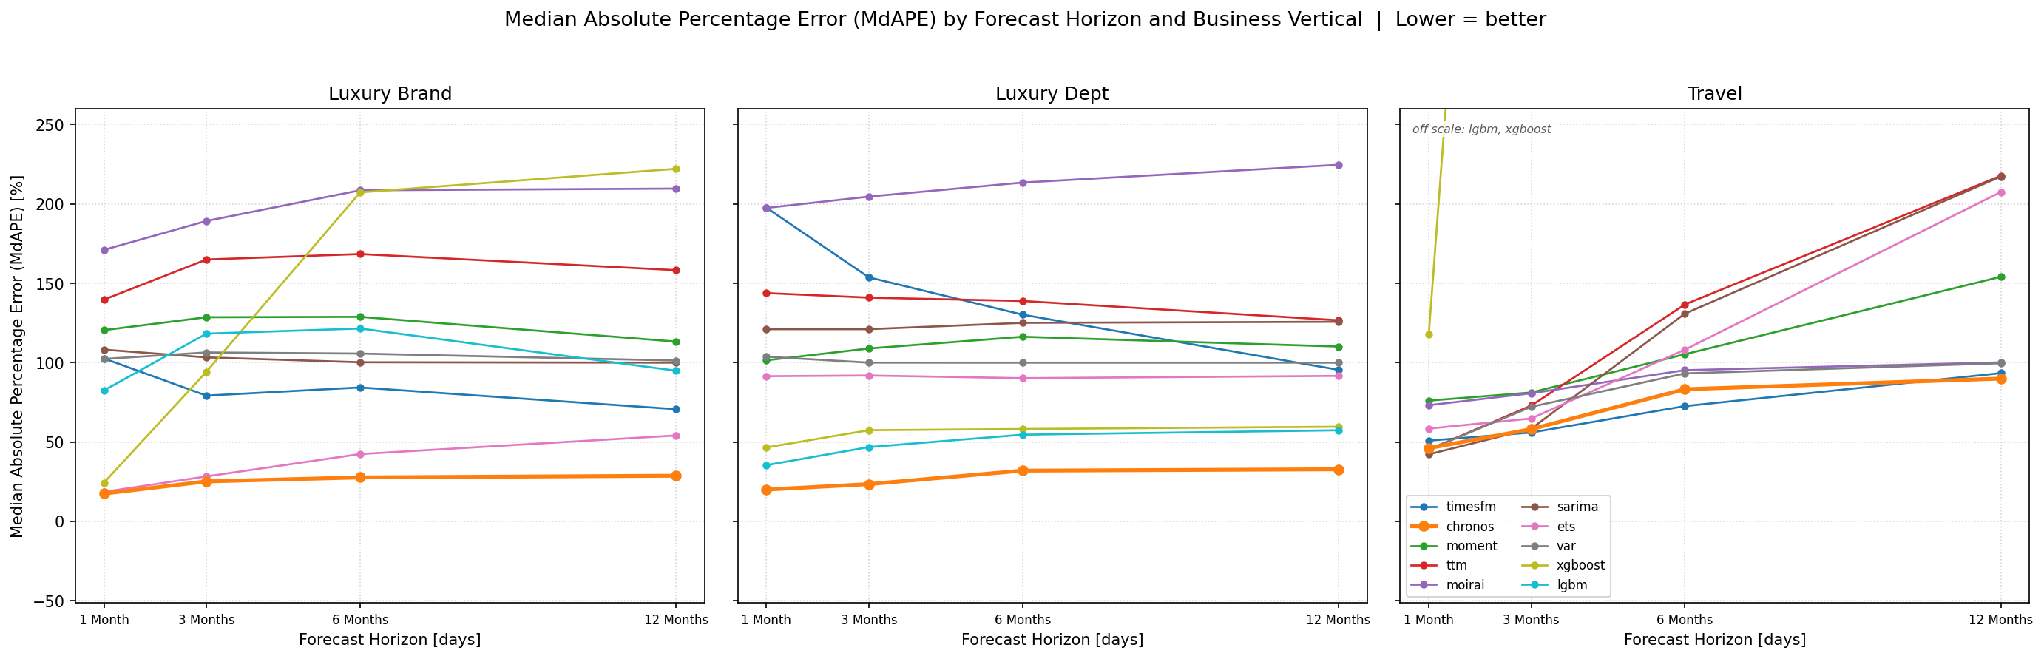 Median Absolute Percentage Error (MdAPE) by Forecast Horizon and Business Vertical | Lower = better
Luxury Brand
Luxury Dept
Travel
Median Absolute Percentage Error (MdAPE) [%]
250
200
150
100
50
0
−50
1 Month
3 Months
6 Months
12 Months
Forecast Horizon [days]
1 Month
3 Months
6 Months
12 Months
Forecast Horizon [days]
off scale: lgbm, xgboost
timesfm
chronos
moment
ttm
moirai
sarima
ets
var
xgboost
lgbm
1 Month
3 Months
6 Months
12 Months
Forecast Horizon [days]